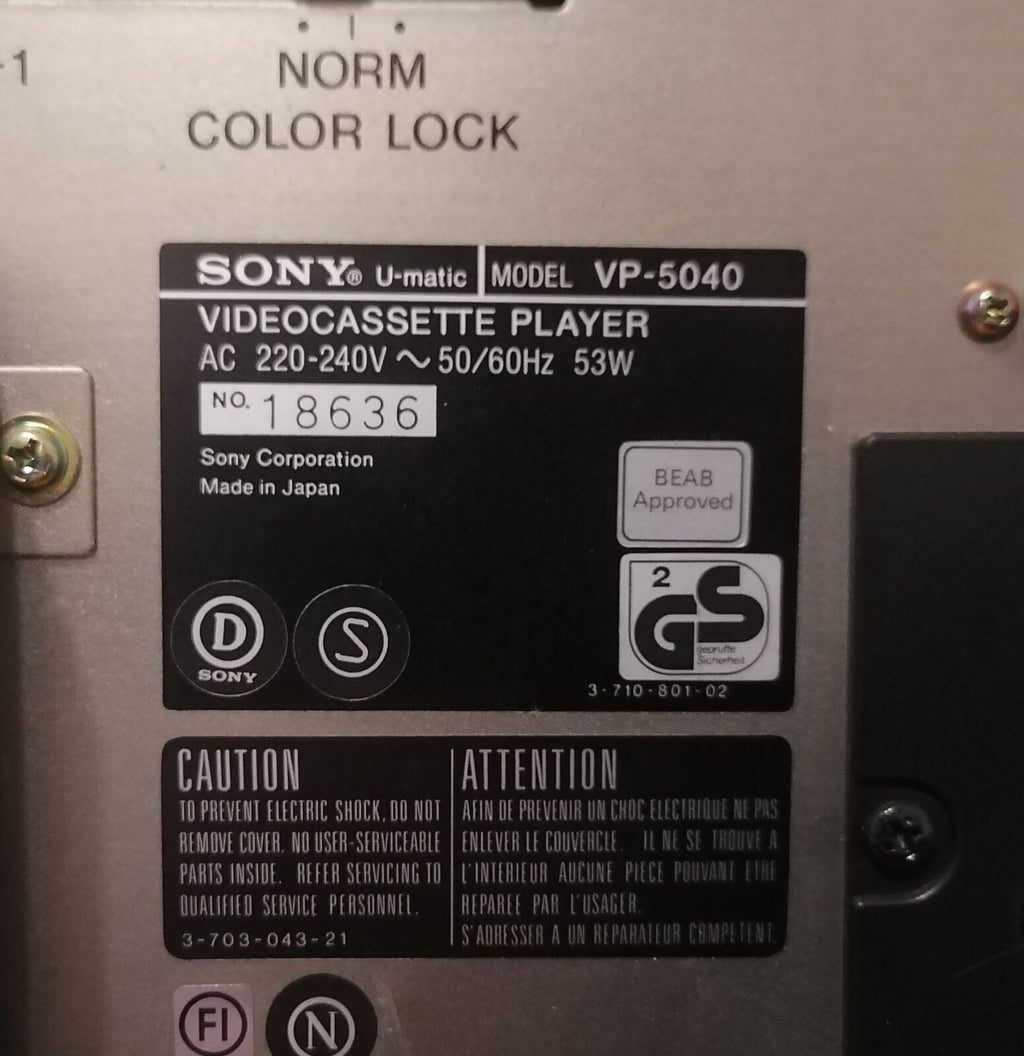 -1
NORM
COLOR LOCK
SONY® U-matic MODEL VP-5040
VIDEOCASSETTE PLAYER
AC 220-240V ~ 50/60Hz 53W
NO. 18636
Sony Corporation
Made in Japan
BEAB
Approved
2
GS
geprüfte
Sicherheit
D
SONY
S
3-710-801-02
CAUTION
TO PREVENT ELECTRIC SHOCK, DO NOT
REMOVE COVER. NO USER-SERVICEABLE
PARTS INSIDE. REFER SERVICING TO
QUALIFIED SERVICE PERSONNEL.
3-703-043-21
ATTENTION
AFIN DE PREVENIR UN CHOC ELECTRIQUE NE PAS
ENLEVER LE COUVERCLE. IL NE SE TROUVE A
L'INTERIEUR AUCUNE PIECE POUVANT ETRE
REPAREE PAR L'USAGER.
S'ADRESSER A UN REPARATEUR COMPETENT.
FI
N